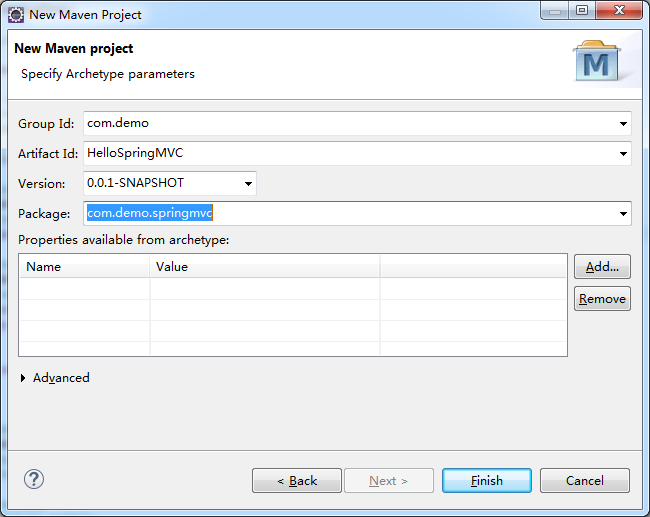 New Maven Project
New Maven project
Specify Archetype parameters
M
Group Id: com.demo
Artifact Id: HelloSpringMVC
Version: 0.0.1-SNAPSHOT
Package: com.demo.springmvc
Properties available from archetype:
Name Value
Add...
Remove
Advanced
? < Back Next > Finish Cancel